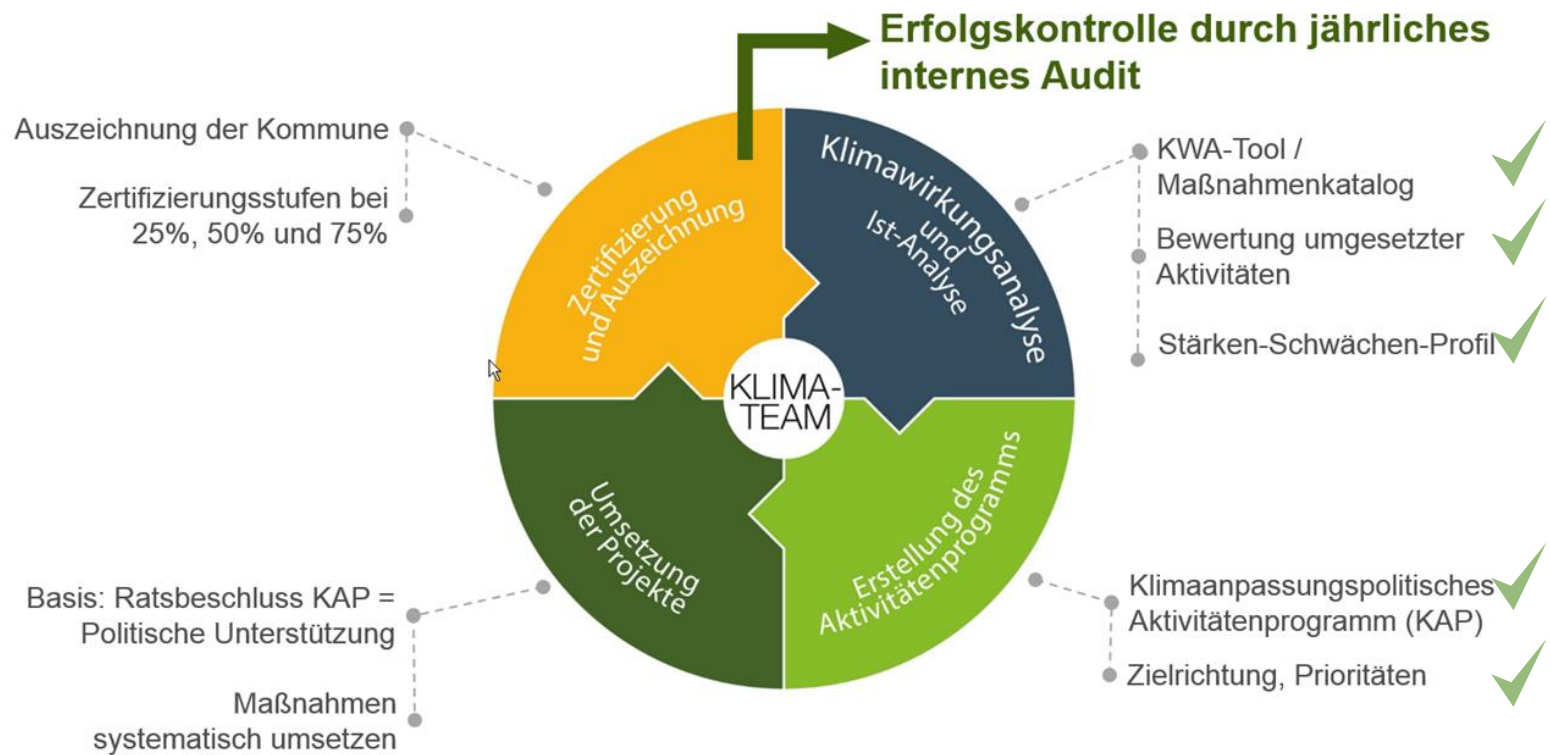 Erfolgskontrolle durch jährliches
internes Audit
Auszeichnung der Kommune
Zertifizierungsstufen bei
25%, 50% und 75%
Zertifizierung
und Auszeichnung
Klimawirkungsanalyse
und
Ist-Analyse
KWA-Tool /
Maßnahmenkatalog
Bewertung umgesetzter
Aktivitäten
Stärken-Schwächen-Profil
KLIMA-
TEAM
Umsetzung
der Projekte
Erstellung des
Aktivitätenprogramms
Basis: Ratsbeschluss KAP =
Politische Unterstützung
Maßnahmen
systematisch umsetzen
Klimaanpassungspolitisches
Aktivitätenprogramm (KAP)
Zielrichtung, Prioritäten